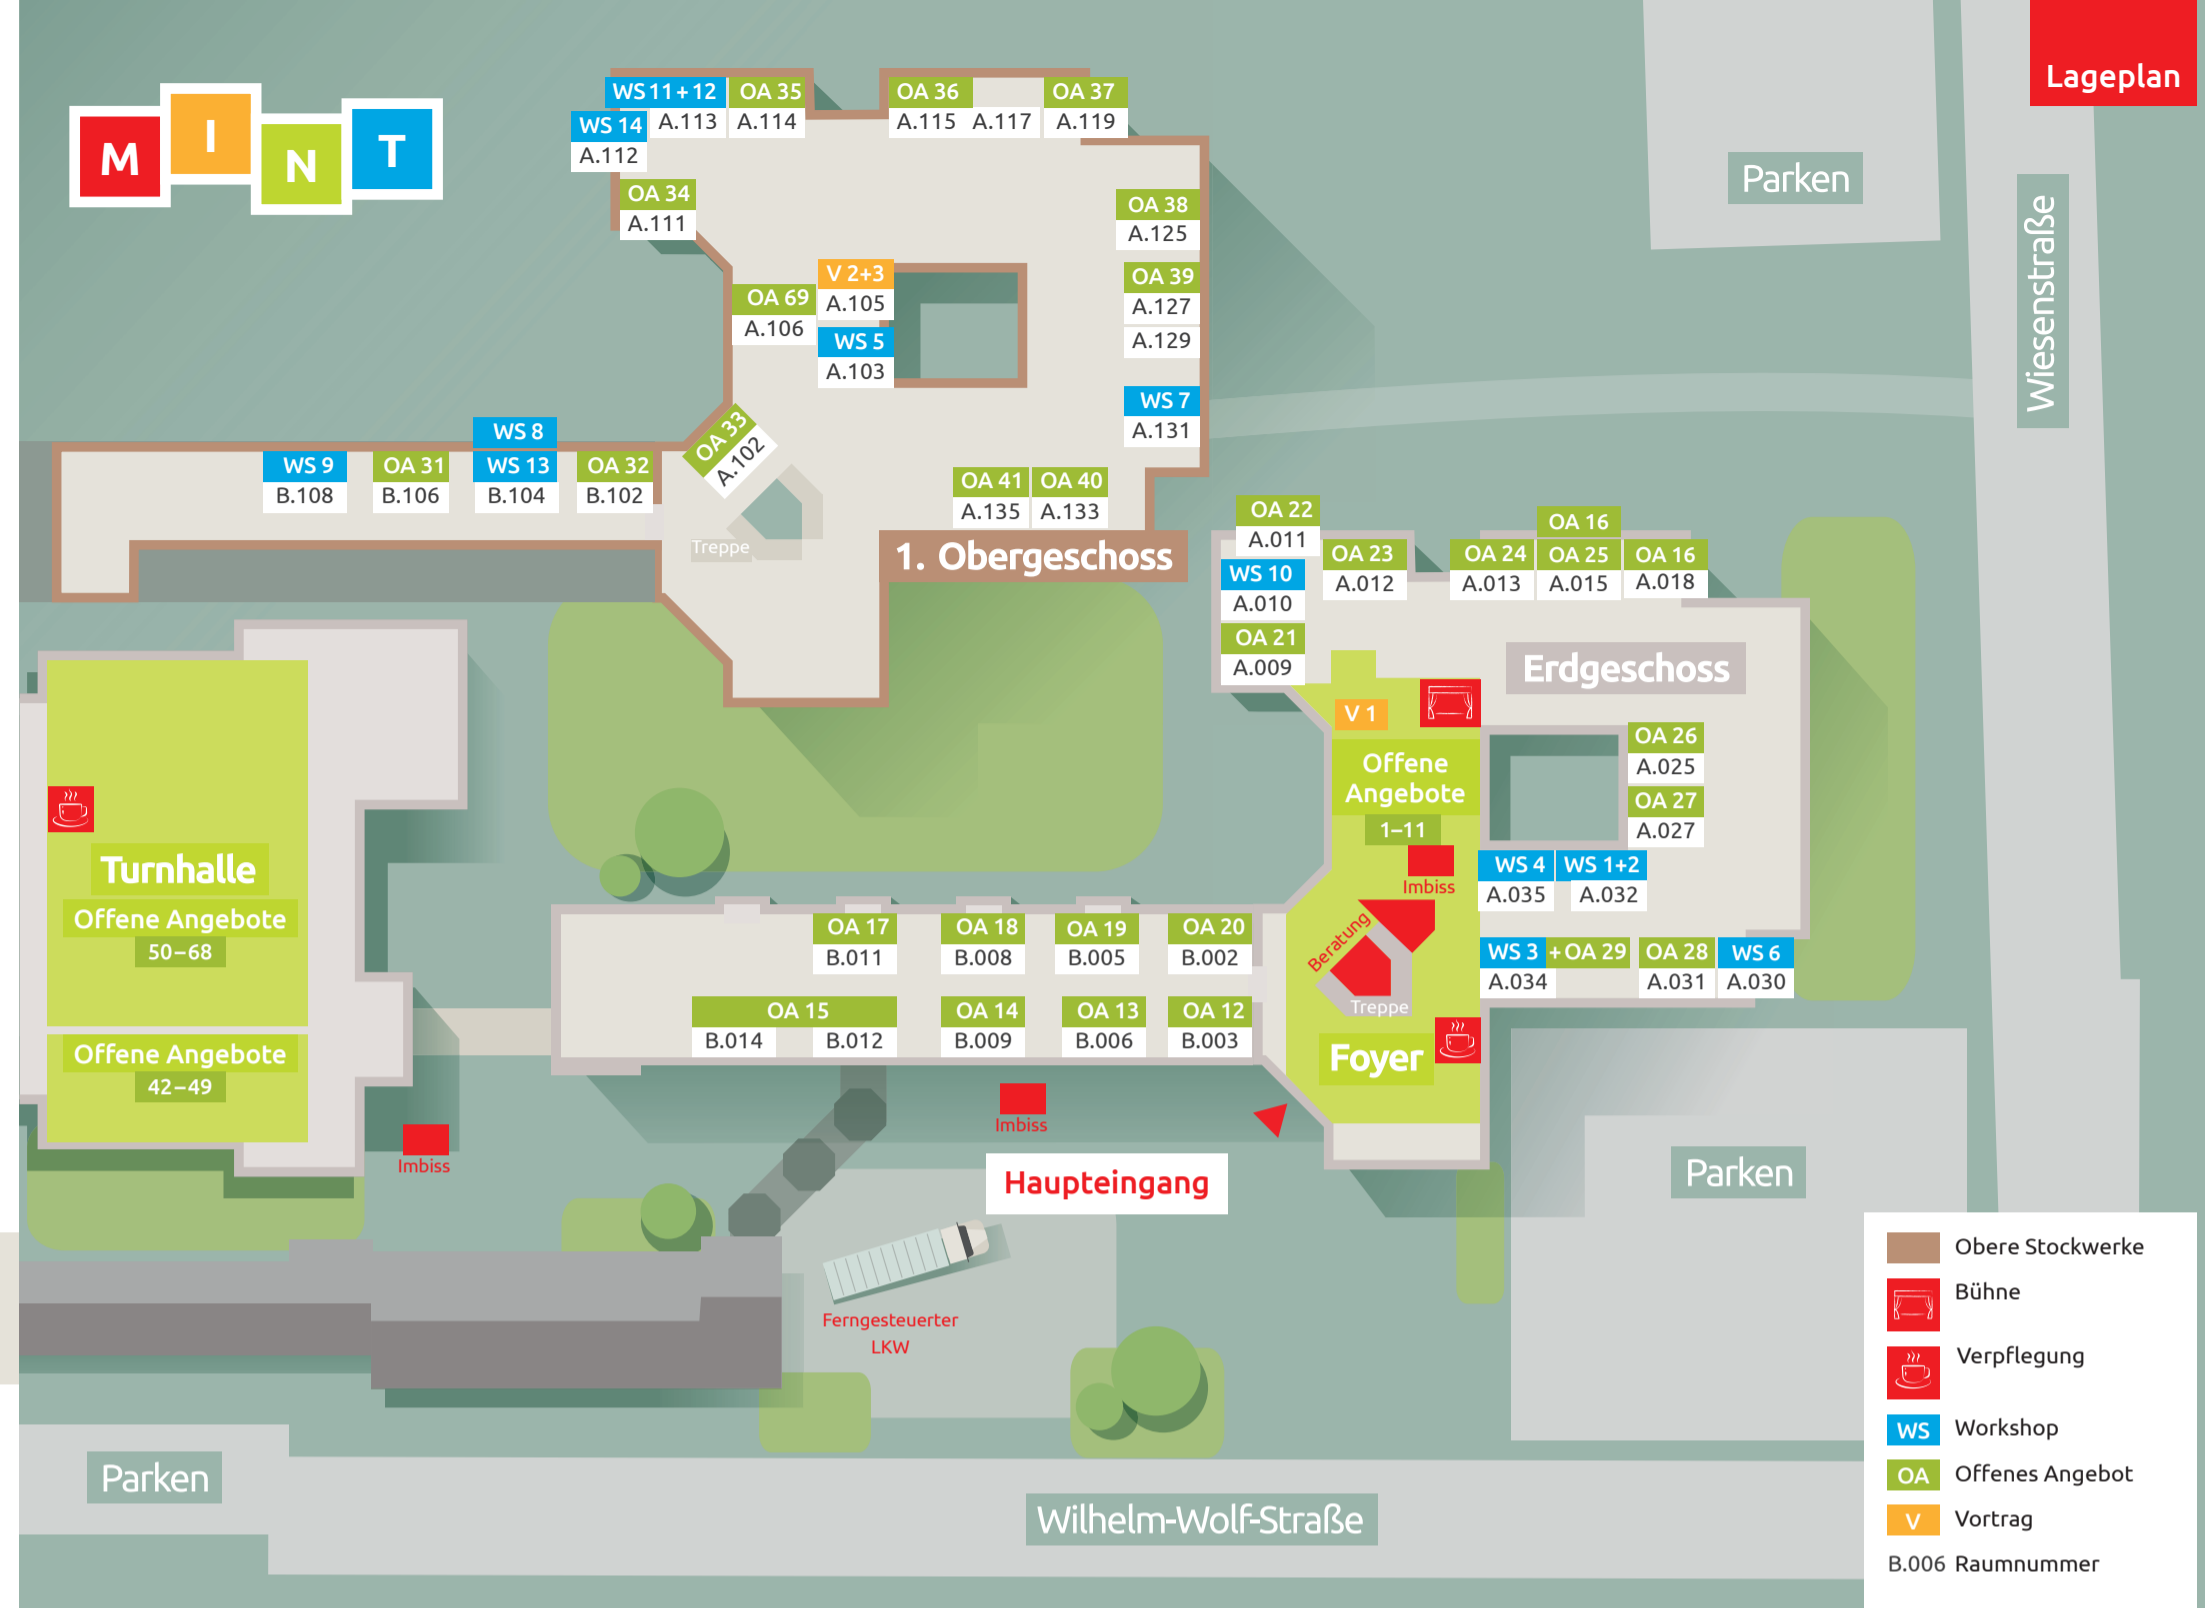 Lageplan
M I N T
WS 11 + 12
OA 35
A.113
A.114
WS 14
A.112
OA 36
OA 37
A.115
A.117
A.119
OA 34
A.111
OA 38
A.125
V 2+3
A.105
OA 69
A.106
OA 39
A.127
A.129
WS 5
A.103
WS 7
A.131
OA 33
A.102
WS 8
WS 9
B.108
OA 31
B.106
WS 13
B.104
OA 32
B.102
OA 41
A.135
OA 40
A.133
Treppe
1. Obergeschoss
Parken
Wiesenstraße
OA 22
A.011
OA 23
A.012
OA 16
OA 24
A.013
OA 25
A.015
OA 16
A.018
WS 10
A.010
OA 21
A.009
Erdgeschoss
V 1
Offene
Angebote
1–11
OA 26
A.025
OA 27
A.027
Imbiss
WS 4
A.035
WS 1+2
A.032
Beratung
Treppe
WS 3 + OA 29
A.034
OA 28
A.031
WS 6
A.030
Foyer
Turnhalle
Offene Angebote
50–68
Offene Angebote
42–49
OA 17
B.011
OA 18
B.008
OA 19
B.005
OA 20
B.002
OA 15
B.014
B.012
OA 14
B.009
OA 13
B.006
OA 12
B.003
Imbiss
Imbiss
Haupteingang
Parken
Ferngesteuerter
LKW
Parken
Wilhelm-Wolf-Straße
Obere Stockwerke
Bühne
Verpflegung
WS Workshop
OA Offenes Angebot
V Vortrag
B.006 Raumnummer